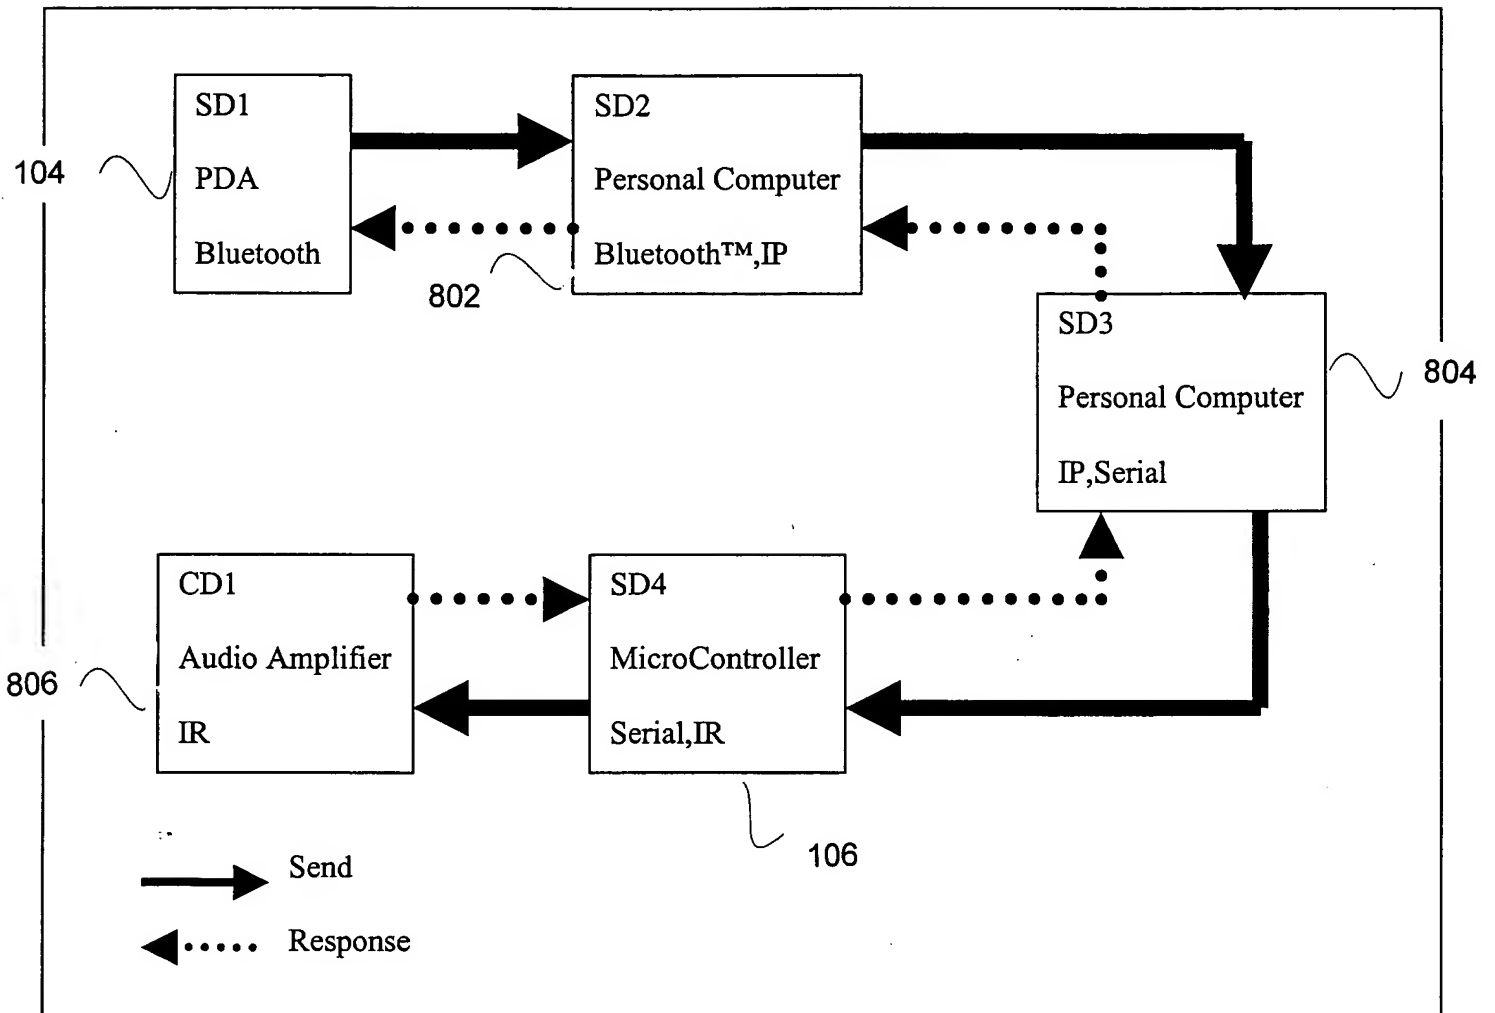 SD1
PDA
Bluetooth
104
SD2
Personal Computer
Bluetooth™,IP
802
SD3
Personal Computer
IP,Serial
804
CD1
Audio Amplifier
IR
806
SD4
MicroController
Serial,IR
106
Send
Response